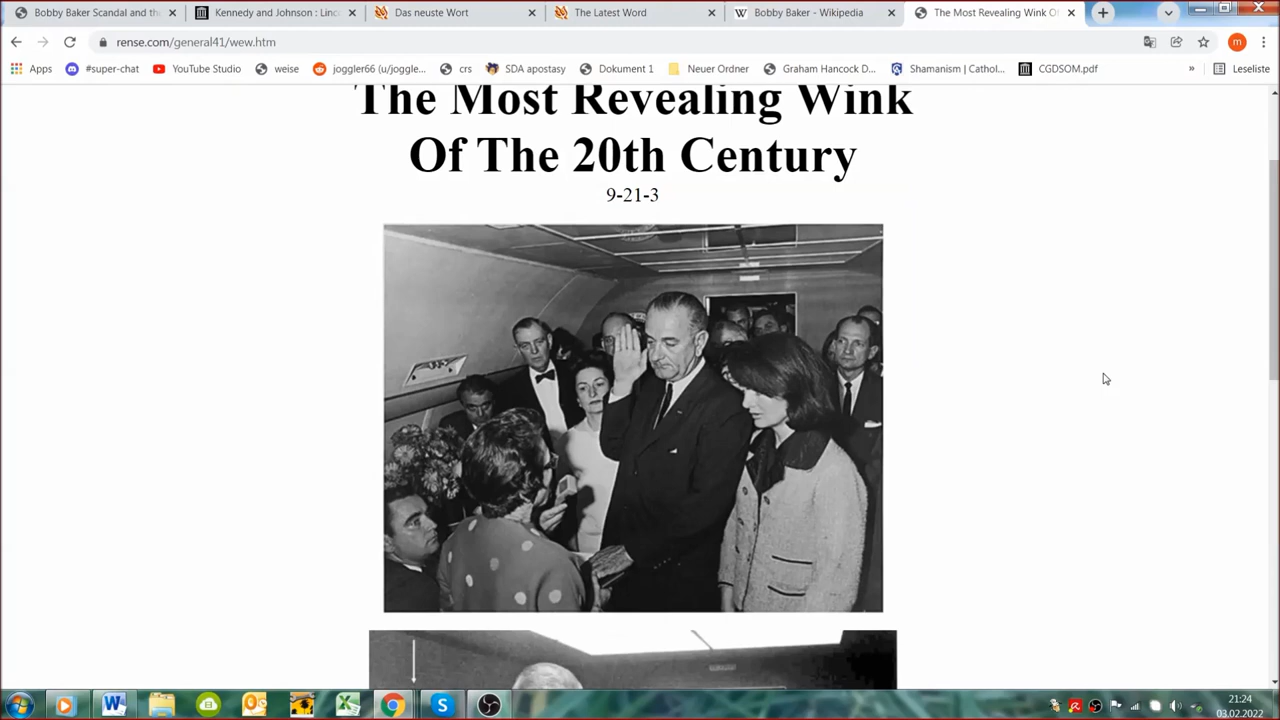 Bobby Baker Scandal and th
Kennedy and Johnson : Linc
Das neuste Wort
The Latest Word
Bobby Baker - Wikipedia
The Most Revealing Wink O
rense.com/general41/wew.htm
m
Apps
#super-chat
YouTube Studio
weise
joggler66 (u/joggle...
crs
SDA apostasy
Dokument 1
Neuer Ordner
Graham Hancock D...
Shamanism | Cathol...
CGDSOM.pdf
»
Leseliste
The Most Revealing Wink
Of The 20th Century
9-21-3
21:24
03.02.2022